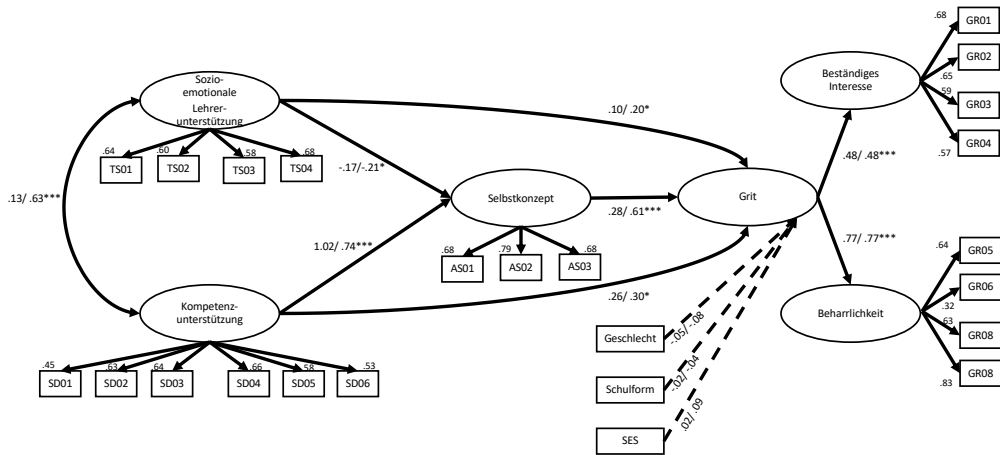 Sozio-
emotionale
Lehrer-
unterstützung
.64
.60
.58
.68
TS01
TS02
TS03
TS04
.13/ .63***
Kompetenz-
unterstützung
.45
.63
.64
.66
.58
.53
SD01
SD02
SD03
SD04
SD05
SD06
.10/ .20*
-.17/-.21*
1.02/ .74***
Selbstkonzept
.68
.79
.68
AS01
AS02
AS03
.28/ .61***
.26/ .30*
Grit
Geschlecht
-.05/-.08
Schulform
-.02/-.04
SES
.02/ .09
.48/ .48***
.77/ .77***
Beständiges
Interesse
.68
GR01
.65
GR02
.59
GR03
.57
GR04
Beharrlichkeit
.64
GR05
.32
GR06
.63
GR08
.83
GR08